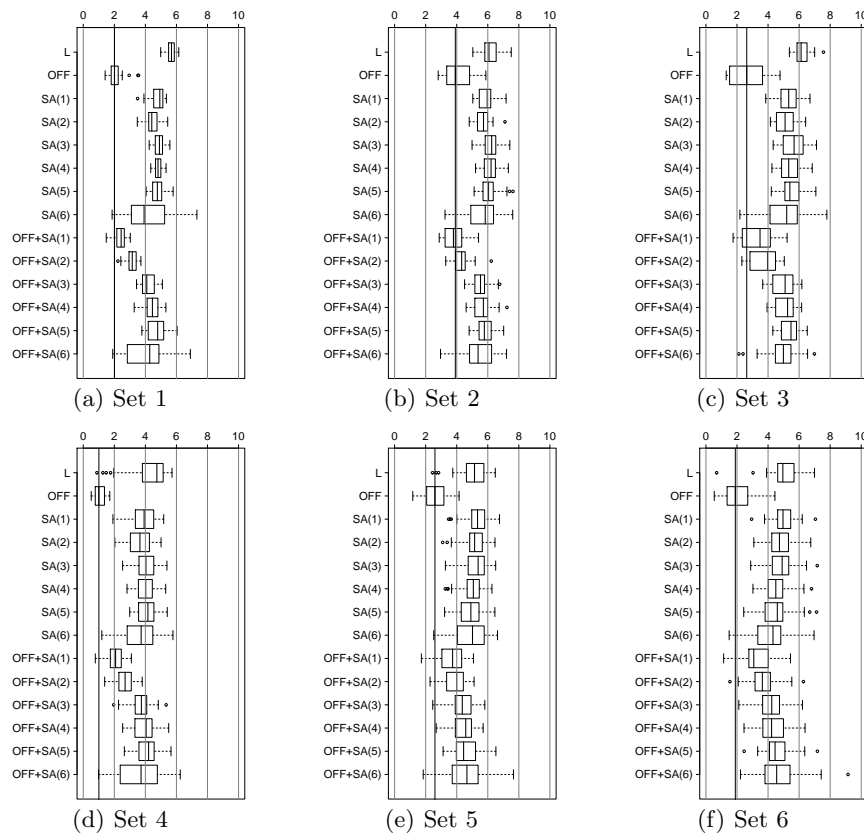 0 2 4 6 8 10
L
OFF
SA(1)
SA(2)
SA(3)
SA(4)
SA(5)
SA(6)
OFF+SA(1)
OFF+SA(2)
OFF+SA(3)
OFF+SA(4)
OFF+SA(5)
OFF+SA(6)
(a) Set 1
0 2 4 6 8 10
L
OFF
SA(1)
SA(2)
SA(3)
SA(4)
SA(5)
SA(6)
OFF+SA(1)
OFF+SA(2)
OFF+SA(3)
OFF+SA(4)
OFF+SA(5)
OFF+SA(6)
(b) Set 2
0 2 4 6 8 10
L
OFF
SA(1)
SA(2)
SA(3)
SA(4)
SA(5)
SA(6)
OFF+SA(1)
OFF+SA(2)
OFF+SA(3)
OFF+SA(4)
OFF+SA(5)
OFF+SA(6)
(c) Set 3
0 2 4 6 8 10
L
OFF
SA(1)
SA(2)
SA(3)
SA(4)
SA(5)
SA(6)
OFF+SA(1)
OFF+SA(2)
OFF+SA(3)
OFF+SA(4)
OFF+SA(5)
OFF+SA(6)
(d) Set 4
0 2 4 6 8 10
L
OFF
SA(1)
SA(2)
SA(3)
SA(4)
SA(5)
SA(6)
OFF+SA(1)
OFF+SA(2)
OFF+SA(3)
OFF+SA(4)
OFF+SA(5)
OFF+SA(6)
(e) Set 5
0 2 4 6 8 10
L
OFF
SA(1)
SA(2)
SA(3)
SA(4)
SA(5)
SA(6)
OFF+SA(1)
OFF+SA(2)
OFF+SA(3)
OFF+SA(4)
OFF+SA(5)
OFF+SA(6)
(f) Set 6